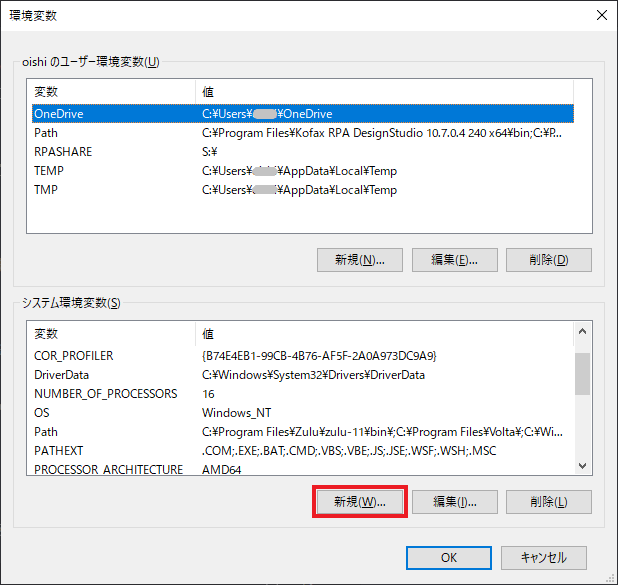 環境変数
oishi のユーザー環境変数(U)
変数 値
OneDrive C:¥Users¥ ¥OneDrive
Path C:¥Program Files¥Kofax RPA DesignStudio 10.7.0.4 240 x64¥bin;C:¥P...
RPASHARE S:¥
TEMP C:¥Users¥ ¥AppData¥Local¥Temp
TMP C:¥Users¥ ¥AppData¥Local¥Temp
新規(N)... 編集(E)... 削除(D)
システム環境変数(S)
変数 値
COR_PROFILER {B74E4EB1-99CB-4B76-AF5F-2A0A973DC9A9}
DriverData C:¥Windows¥System32¥Drivers¥DriverData
NUMBER_OF_PROCESSORS 16
OS Windows_NT
Path C:¥Program Files¥Zulu¥zulu-11¥bin¥;C:¥Program Files¥Volta¥;C:¥Wi...
PATHEXT .COM;.EXE;.BAT;.CMD;.VBS;.VBE;.JS;.JSE;.WSF;.WSH;.MSC
PROCESSOR_ARCHITECTURE AMD64
新規(W)... 編集(I)... 削除(L)
OK キャンセル